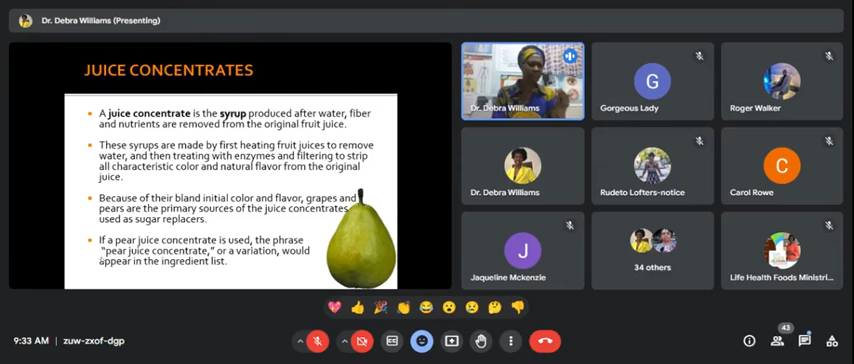 Dr. Debra Williams (Presenting)
JUICE CONCENTRATES
A juice concentrate is the syrup produced after water, fiber
and nutrients are removed from the original fruit juice.
These syrups are made by first heating fruit juices to remove
water, and then treating with enzymes and filtering to strip
all characteristic color and natural flavor from the original
juice.
Because of their bland initial color and flavor, grapes and
pears are the primary sources of the juice concentrates
used as sugar replacers.
If a pear juice concentrate is used, the phrase
"pear juice concentrate," or a variation, would
appear in the ingredient list.
Dr. Debra Williams
G
Gorgeous Lady
Roger Walker
Dr. Debra Williams
Rudeto Lofters-notice
C
Carol Rowe
J
Jaqueline Mckenzie
34 others
Life Health Foods Ministri...
9:33 AM | zuw-zxof-dgp
CC
43